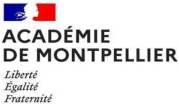 ACADÉMIE
DE MONTPELLIER
Liberté
Égalité
Fraternité